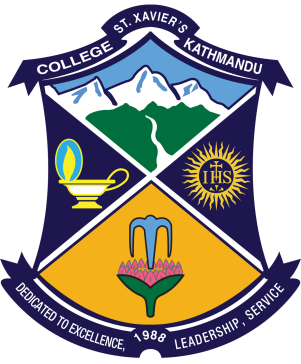 COLLEGE ST. XAVIER'S KATHMANDU
IHS
DEDICATED TO EXCELLENCE, 1988 LEADERSHIP, SERVICE